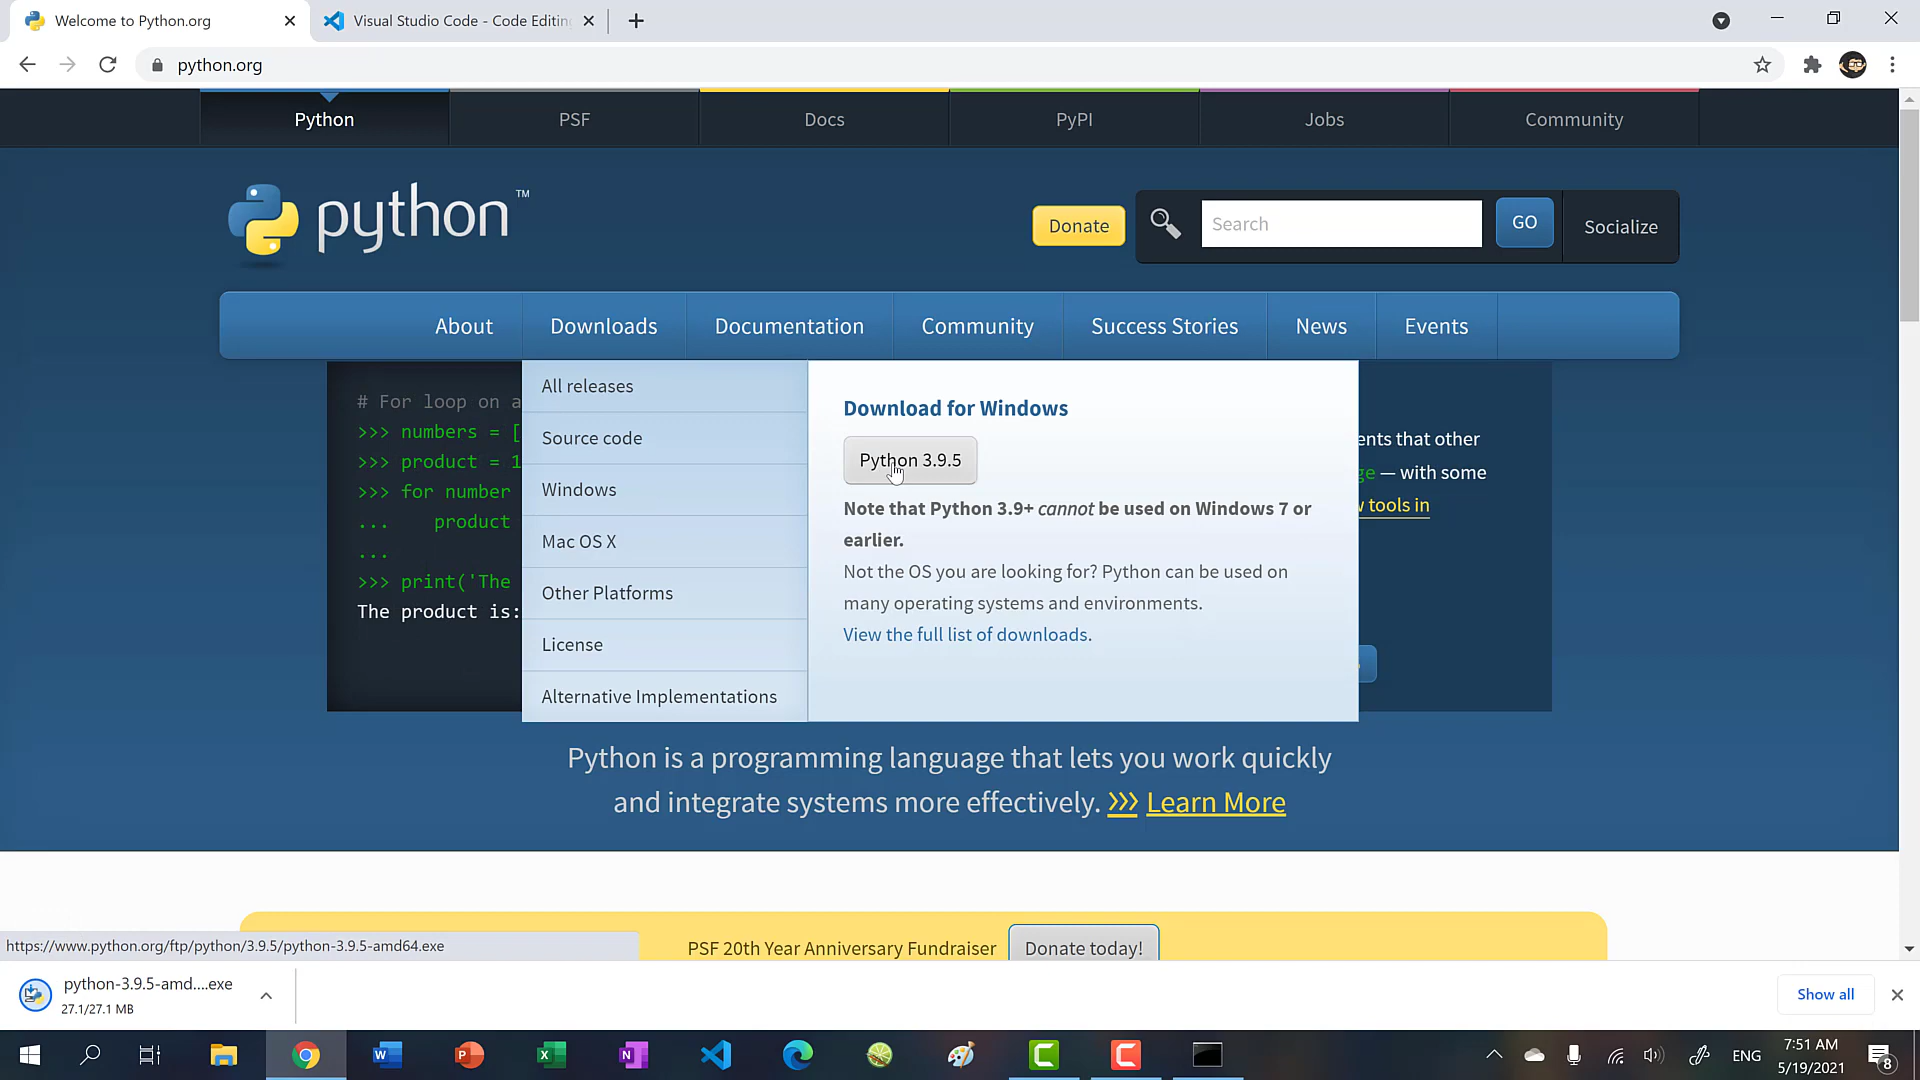 Welcome to Python.org
Visual Studio Code - Code Editing
python.org
Python
PSF
Docs
PyPI
Jobs
Community
python™
Donate
Search
GO
Socialize
About
Downloads
Documentation
Community
Success Stories
News
Events
# For loop on a
>>> numbers = [
>>> product = 1
>>> for number
... product
...
>>> print('The
The product is:
All releases
Source code
Windows
Mac OS X
Other Platforms
License
Alternative Implementations
Download for Windows
Python 3.9.5
Note that Python 3.9+ cannot be used on Windows 7 or
earlier.
Not the OS you are looking for? Python can be used on
many operating systems and environments.
View the full list of downloads.
ents that other
ge — with some
w tools in
Python is a programming language that lets you work quickly
and integrate systems more effectively. >>> Learn More
PSF 20th Year Anniversary Fundraiser
Donate today!
https://www.python.org/ftp/python/3.9.5/python-3.9.5-amd64.exe
python-3.9.5-amd....exe
27.1/27.1 MB
Show all
ENG
7:51 AM
5/19/2021
8